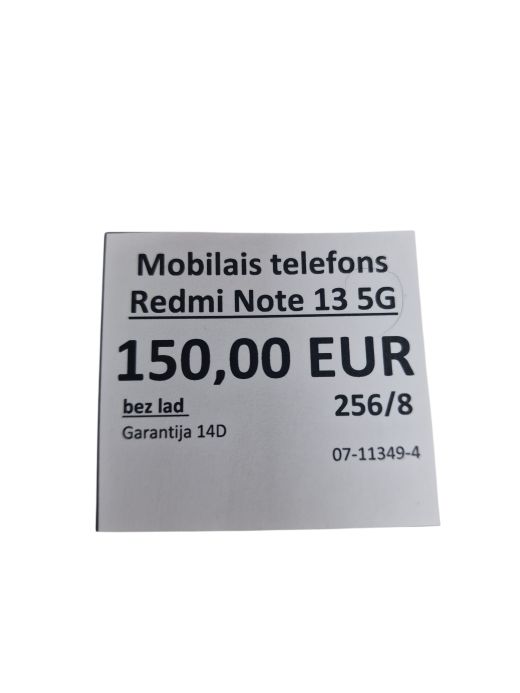 Mobilais telefons
Redmi Note 13 5G
150,00 EUR
bez lad 256/8
Garantija 14D
07-11349-4